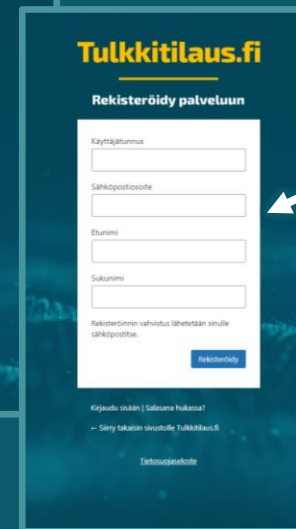 Tulkkitilaus.fi
Rekisteröidy palveluun
Käyttäjätunnus
Sähköpostiosoite
Etunimi
Sukunimi
Rekisteröinnin vahvistus lähetetään sinulle
sähköpostitse.
Rekisteröidy
Kirjaudu sisään | Salasana hukassa?
← Siirry takaisin sivustolle Tulkkitilaus.fi
Tietosuojaseloste